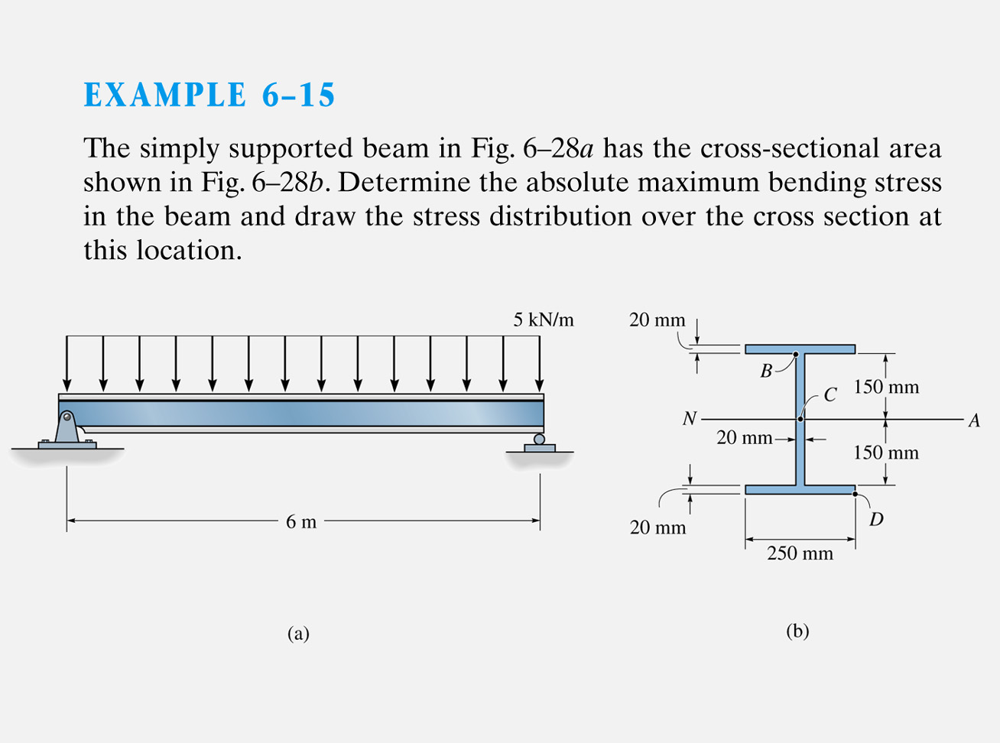 EXAMPLE 6–15
The simply supported beam in Fig. 6–28a has the cross-sectional area
shown in Fig. 6–28b. Determine the absolute maximum bending stress
in the beam and draw the stress distribution over the cross section at
this location.
5 kN/m
6 m
(a)
20 mm
B
C
150 mm
N
A
20 mm
150 mm
20 mm
D
250 mm
(b)